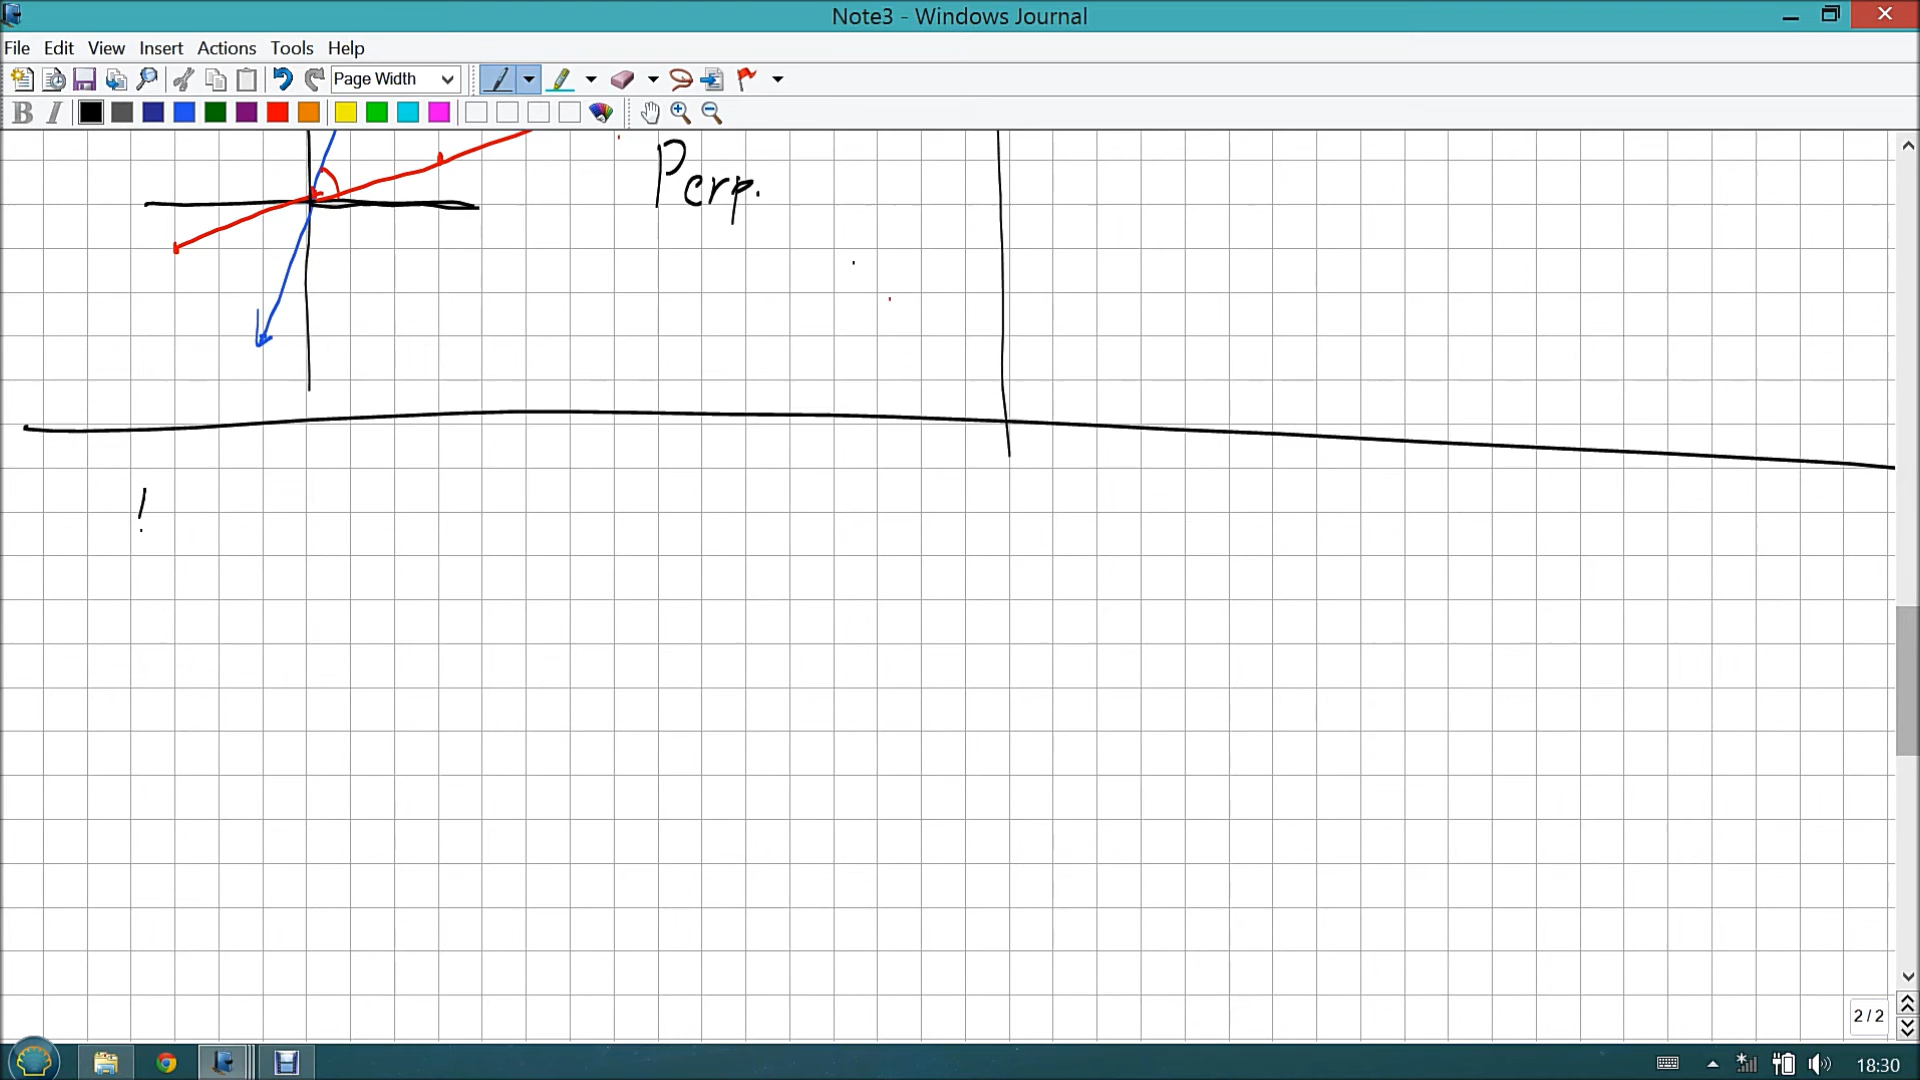 Note3 - Windows Journal
File Edit View Insert Actions Tools Help
Page Width
B I
Perp.
!
2 / 2
18:30